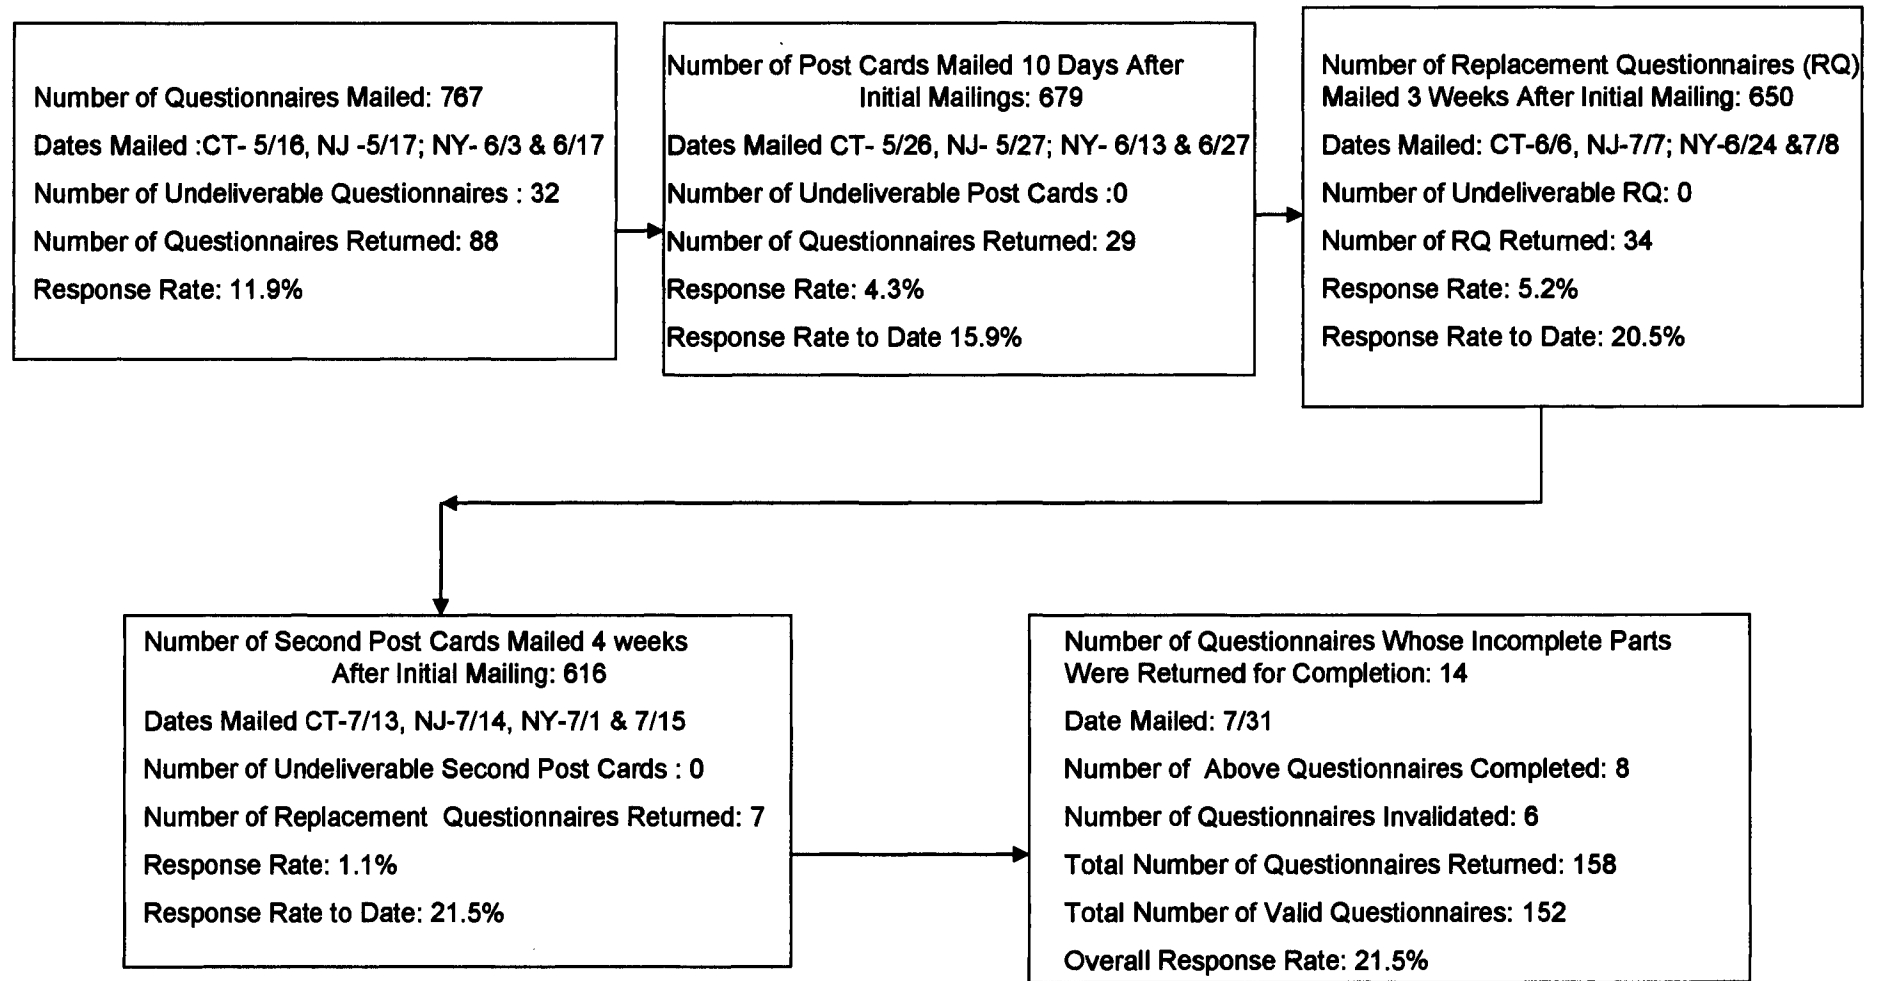 Number of Questionnaires Mailed: 767
Dates Mailed :CT- 5/16, NJ -5/17; NY- 6/3 & 6/17
Number of Undeliverable Questionnaires : 32
Number of Questionnaires Returned: 88
Response Rate: 11.9%
Number of Post Cards Mailed 10 Days After
Initial Mailings: 679
Dates Mailed CT- 5/26, NJ- 5/27; NY- 6/13 & 6/27
Number of Undeliverable Post Cards :0
Number of Questionnaires Returned: 29
Response Rate: 4.3%
Response Rate to Date 15.9%
Number of Replacement Questionnaires (RQ)
Mailed 3 Weeks After Initial Mailing: 650
Dates Mailed: CT-6/6, NJ-7/7; NY-6/24 &7/8
Number of Undeliverable RQ: 0
Number of RQ Returned: 34
Response Rate: 5.2%
Response Rate to Date: 20.5%
Number of Second Post Cards Mailed 4 weeks
After Initial Mailing: 616
Dates Mailed CT-7/13, NJ-7/14, NY-7/1 & 7/15
Number of Undeliverable Second Post Cards : 0
Number of Replacement Questionnaires Returned: 7
Response Rate: 1.1%
Response Rate to Date: 21.5%
Number of Questionnaires Whose Incomplete Parts
Were Returned for Completion: 14
Date Mailed: 7/31
Number of Above Questionnaires Completed: 8
Number of Questionnaires Invalidated: 6
Total Number of Questionnaires Returned: 158
Total Number of Valid Questionnaires: 152
Overall Response Rate: 21.5%